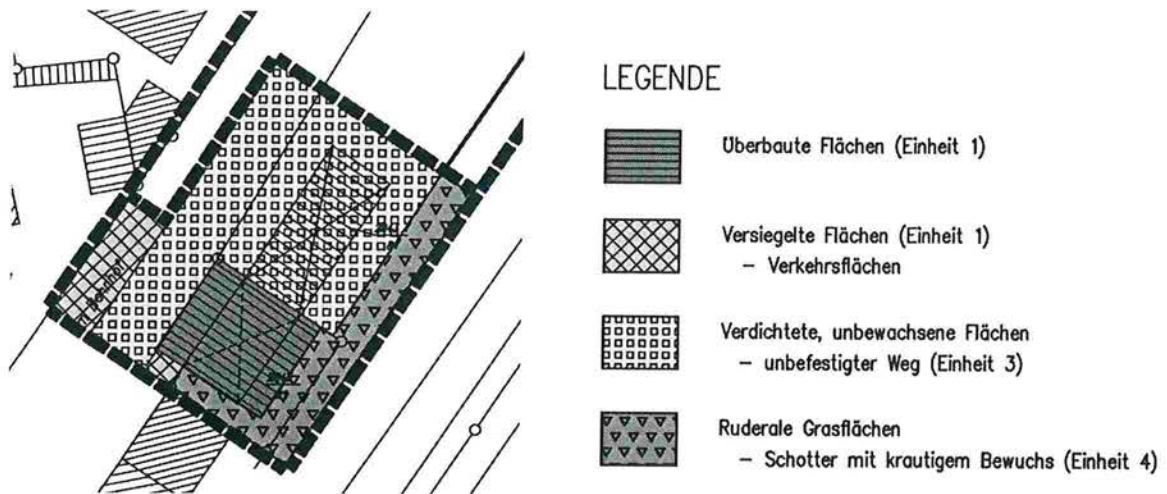 LEGENDE
Überbaute Flächen (Einheit 1)
Versiegelte Flächen (Einheit 1)
– Verkehrsflächen
Verdichtete, unbewachsene Flächen
– unbefestigter Weg (Einheit 3)
Ruderale Grasflächen
– Schotter mit krautigem Bewuchs (Einheit 4)
Bahnhof